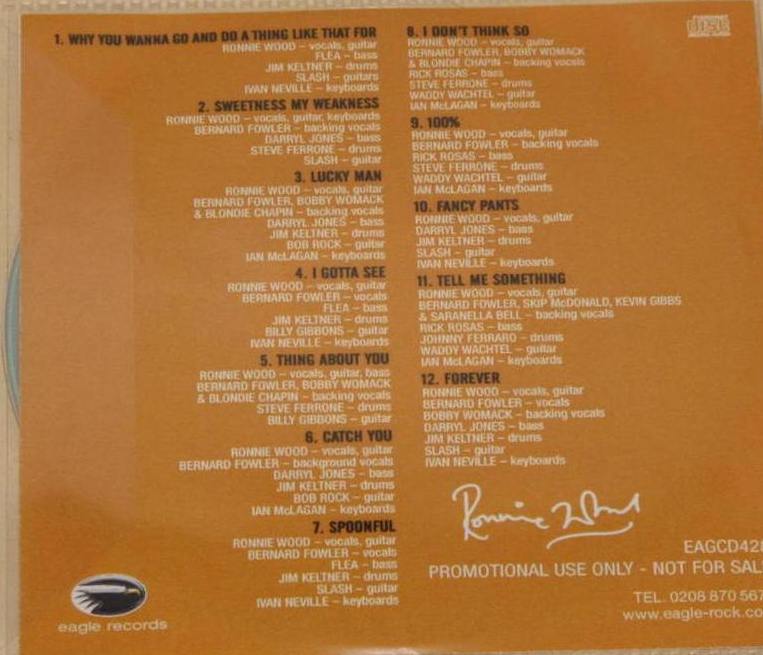 1. WHY YOU WANNA GO AND DO A THING LIKE THAT FOR
RONNIE WOOD – vocals, guitar
FLEA – bass
JIM KELTNER – drums
SLASH – guitars
IVAN NEVILLE – keyboards
2. SWEETNESS MY WEAKNESS
RONNIE WOOD – vocals, guitar, keyboards
BERNARD FOWLER – backing vocals
DARRYL JONES – bass
STEVE FERRONE – drums
SLASH – guitar
3. LUCKY MAN
RONNIE WOOD – vocals, guitar
BERNARD FOWLER, BOBBY WOMACK
& BLONDIE CHAPIN – backing vocals
DARRYL JONES – bass
JIM KELTNER – drums
BOB ROCK – guitar
IAN McLAGAN – keyboards
4. I GOTTA SEE
RONNIE WOOD – vocals, guitar
BERNARD FOWLER – vocals
FLEA – bass
JIM KELTNER – drums
BILLY GIBBONS – guitar
IVAN NEVILLE – keyboards
5. THING ABOUT YOU
RONNIE WOOD – vocals, guitar, bass
BERNARD FOWLER, BOBBY WOMACK
& BLONDIE CHAPIN – backing vocals
STEVE FERRONE – drums
BILLY GIBBONS – guitar
6. CATCH YOU
RONNIE WOOD – vocals, guitar
BERNARD FOWLER – background vocals
DARRYL JONES – bass
JIM KELTNER – drums
BOB ROCK – guitar
IAN McLAGAN – keyboards
7. SPOONFUL
RONNIE WOOD – vocals, guitar
BERNARD FOWLER – vocals
FLEA – bass
JIM KELTNER – drums
SLASH – guitar
IVAN NEVILLE – keyboards
eagle records
8. I DON'T THINK SO
RONNIE WOOD – vocals, guitar
BERNARD FOWLER, BOBBY WOMACK
& BLONDIE CHAPIN – backing vocals
RICK ROSAS – bass
STEVE FERRONE – drums
WADDY WACHTEL – guitar
IAN McLAGAN – keyboards
9. 100%
RONNIE WOOD – vocals, guitar
BERNARD FOWLER – backing vocals
RICK ROSAS – bass
STEVE FERRONE – drums
WADDY WACHTEL – guitar
IAN McLAGAN – keyboards
10. FANCY PANTS
RONNIE WOOD – vocals, guitar
DARRYL JONES – bass
JIM KELTNER – drums
SLASH – guitar
IVAN NEVILLE – keyboards
11. TELL ME SOMETHING
RONNIE WOOD – vocals, guitar
BERNARD FOWLER, SKIP McDONALD, KEVIN GIBBS
& SARANELLA BELL – backing vocals
RICK ROSAS – bass
JOHNNY FERRARO – drums
WADDY WACHTEL – guitar
IAN McLAGAN – keyboards
12. FOREVER
RONNIE WOOD – vocals, guitar
BERNARD FOWLER – vocals
BOBBY WOMACK – backing vocals
DARRYL JONES – bass
JIM KELTNER – drums
SLASH – guitar
IVAN NEVILLE – keyboards
Ronnie Wood
EAGCD428
PROMOTIONAL USE ONLY - NOT FOR SAL
TEL. 0208 870 567
www.eagle-rock.co
disc